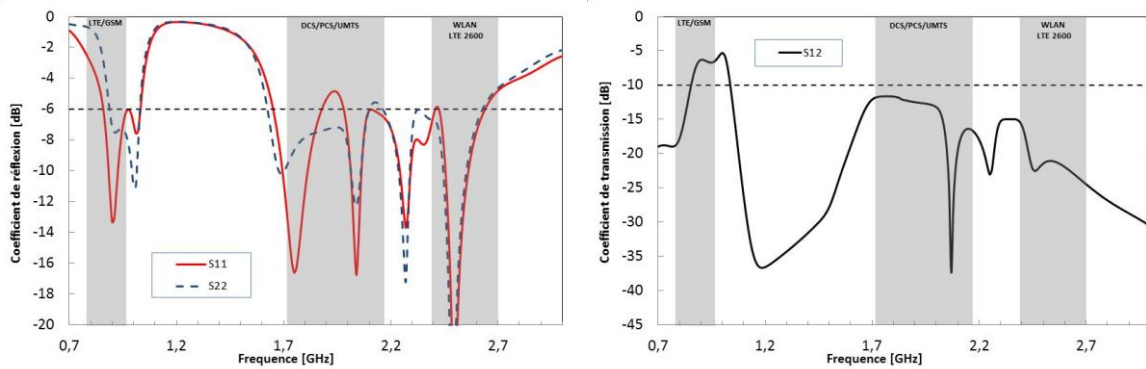 LTE/GSM
DCS/PCS/UMTS
WLAN
LTE 2600
0
-2
-4
-6
-8
-10
-12
-14
-16
-18
-20
Coefficient de réflexion [dB]
S11
S22
0,7
1,2
1,7
2,2
2,7
Frequence [GHz]
LTE/GSM
DCS/PCS/UMTS
WLAN
LTE 2600
S12
0
-5
-10
-15
-20
-25
-30
-35
-40
-45
Coefficient de transmission [dB]
0,7
1,2
1,7
2,2
2,7
Frequence [GHz]